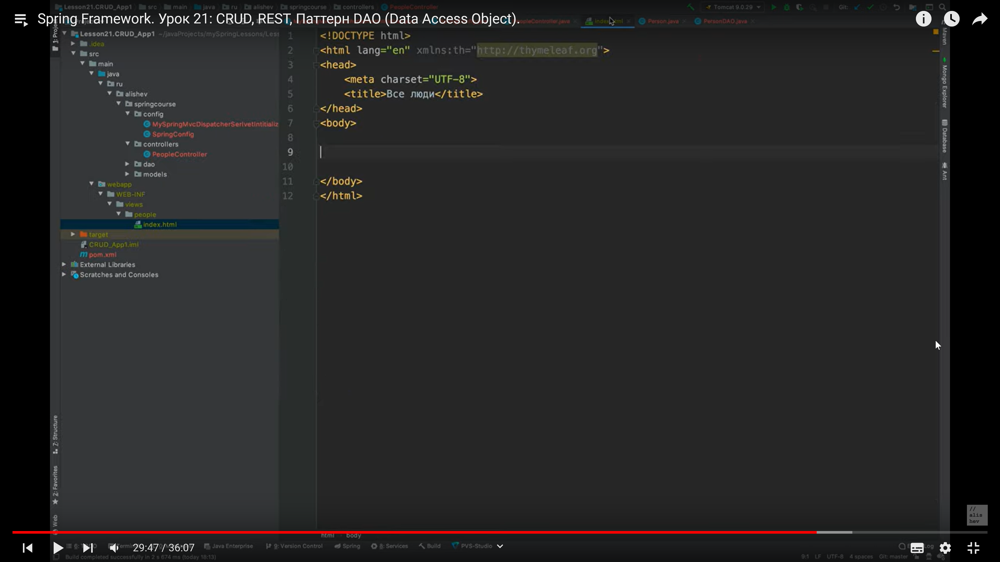 Lesson21.CRUD_App1 src main java ru alishev springcourse controllers PeopleController Tomcat 9.0.29 Git:
Spring Framework. Урок 21: CRUD, REST, Паттерн DAO (Data Access Object).
PeopleController.java index.html Person.java PersonDAO.java
1: Project
Lesson21.CRUD_App1 ~/javaProjects/mySpringLessons/Less
.idea
src
main
java
ru
alishev
springcourse
config
MySpringMvcDispatcherSerlvetIntitializ
SpringConfig
controllers
PeopleController
dao
models
webapp
WEB-INF
views
people
index.html
target
CRUD_App1.iml
pom.xml
External Libraries
Scratches and Consoles
1 <!DOCTYPE html>
2 <html lang="en" xmlns:th="http://thymeleaf.org">
3 <head>
4 <meta charset="UTF-8">
5 <title>Все люди</title>
6 </head>
7 <body>
8
9
10
11 </body>
12 </html>
Maven
Mongo Explorer
Database
Ant
Z: Structure
2: Favorites
Web
//
alis
hev
html body
29:47 / 36:07
Java Enterprise 9: Version Control Spring 8: Services Build PVS-Studio
Build completed successfully in 2 s 674 ms (today 18:13)
9:1 LF UTF-8 4 spaces Git: master